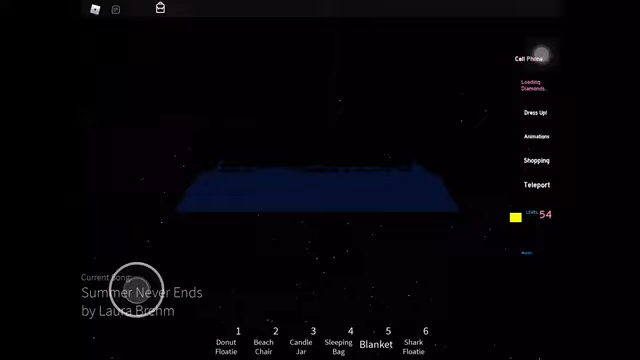 Cell Phone
Loading
Diamonds..
Dress Up!
Animations
Shopping
Teleport
LEVEL 54
Current Song:
Summer Never Ends
by Laura Brehm
1 2 3 4 5 6
Donut Floatie
Beach Chair
Candle Jar
Sleeping Bag
Blanket
Shark Floatie